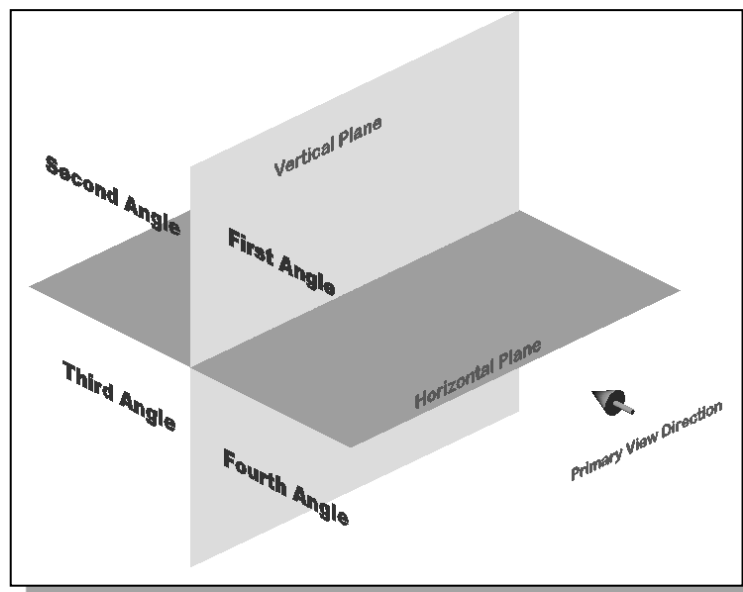 Vertical Plane
Second Angle
First Angle
Horizontal Plane
Third Angle
Primary View Direction
Fourth Angle